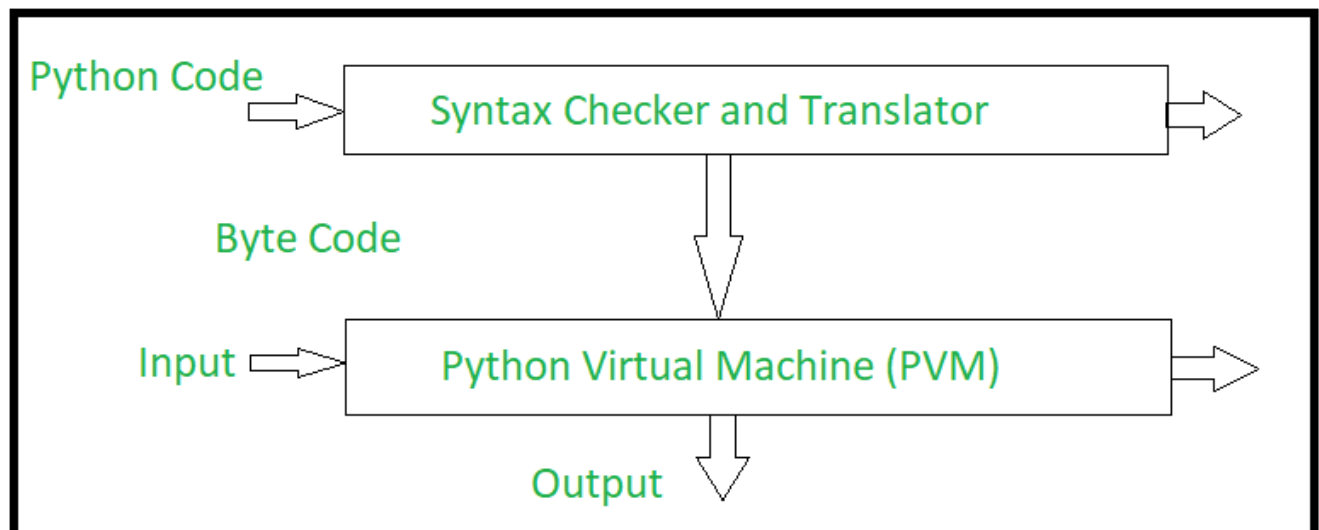 Python Code
Syntax Checker and Translator
Byte Code
Input
Python Virtual Machine (PVM)
Output